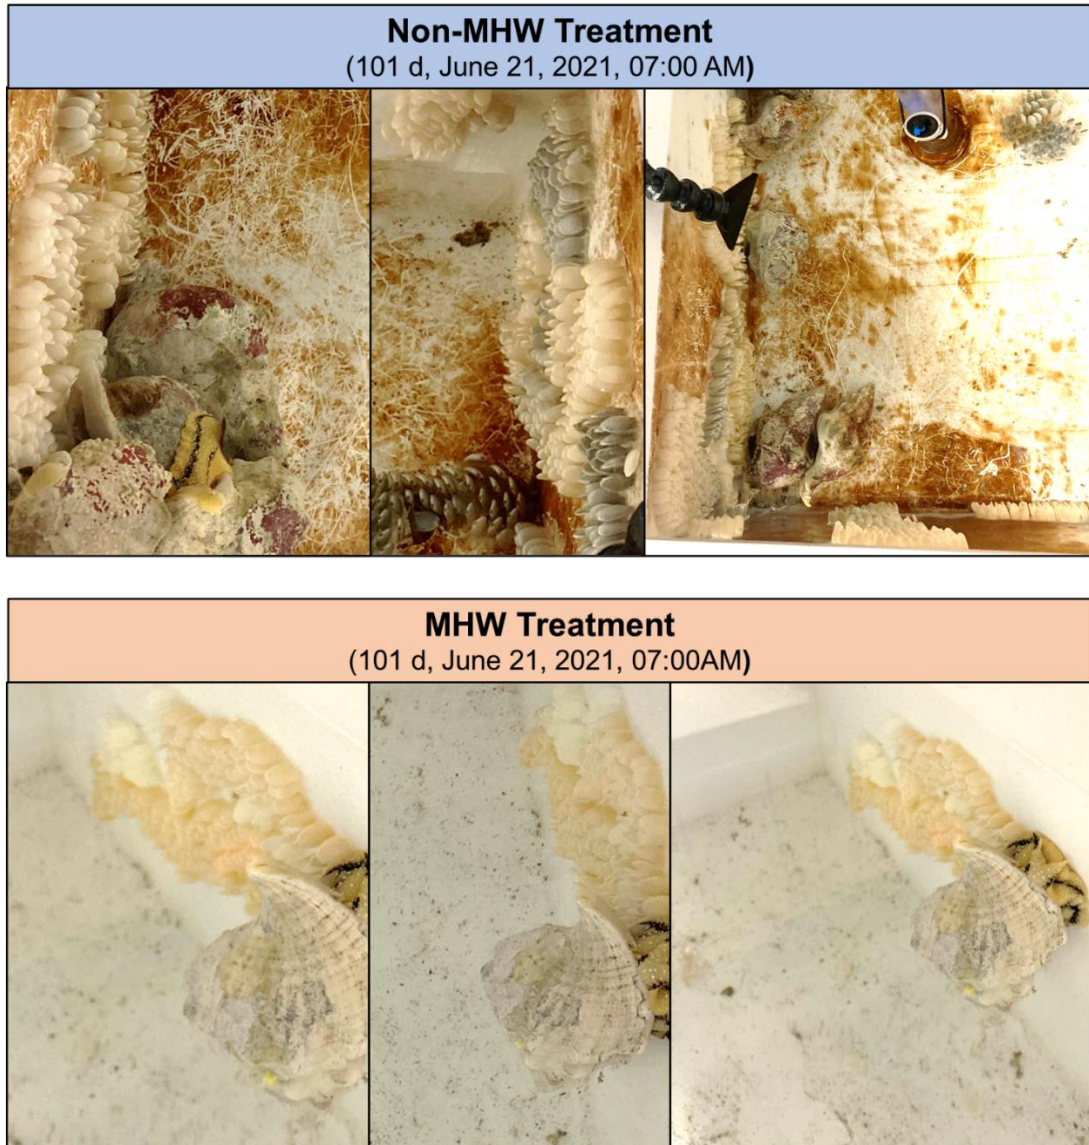 Non-MHW Treatment
(101 d, June 21, 2021, 07:00 AM)
MHW Treatment
(101 d, June 21, 2021, 07:00AM)